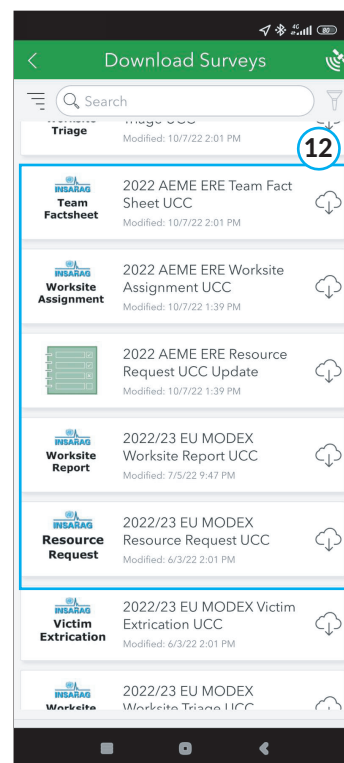 4G
80
Download Surveys
Search
Triage
Modified: 10/7/22 2:01 PM
12
INSARAG
Team
Factsheet
2022 AEME ERE Team Fact
Sheet UCC
Modified: 10/7/22 2:01 PM
INSARAG
Worksite
Assignment
2022 AEME ERE Worksite
Assignment UCC
Modified: 10/7/22 1:39 PM
2022 AEME ERE Resource
Request UCC Update
Modified: 10/7/22 1:39 PM
INSARAG
Worksite
Report
2022/23 EU MODEX
Worksite Report UCC
Modified: 7/5/22 9:47 PM
INSARAG
Resource
Request
2022/23 EU MODEX
Resource Request UCC
Modified: 6/3/22 2:01 PM
INSARAG
Victim
Extrication
2022/23 EU MODEX Victim
Extrication UCC
Modified: 6/3/22 2:01 PM
INSARAG
Worksite
2022/23 EU MODEX
Worksite Triage UCC